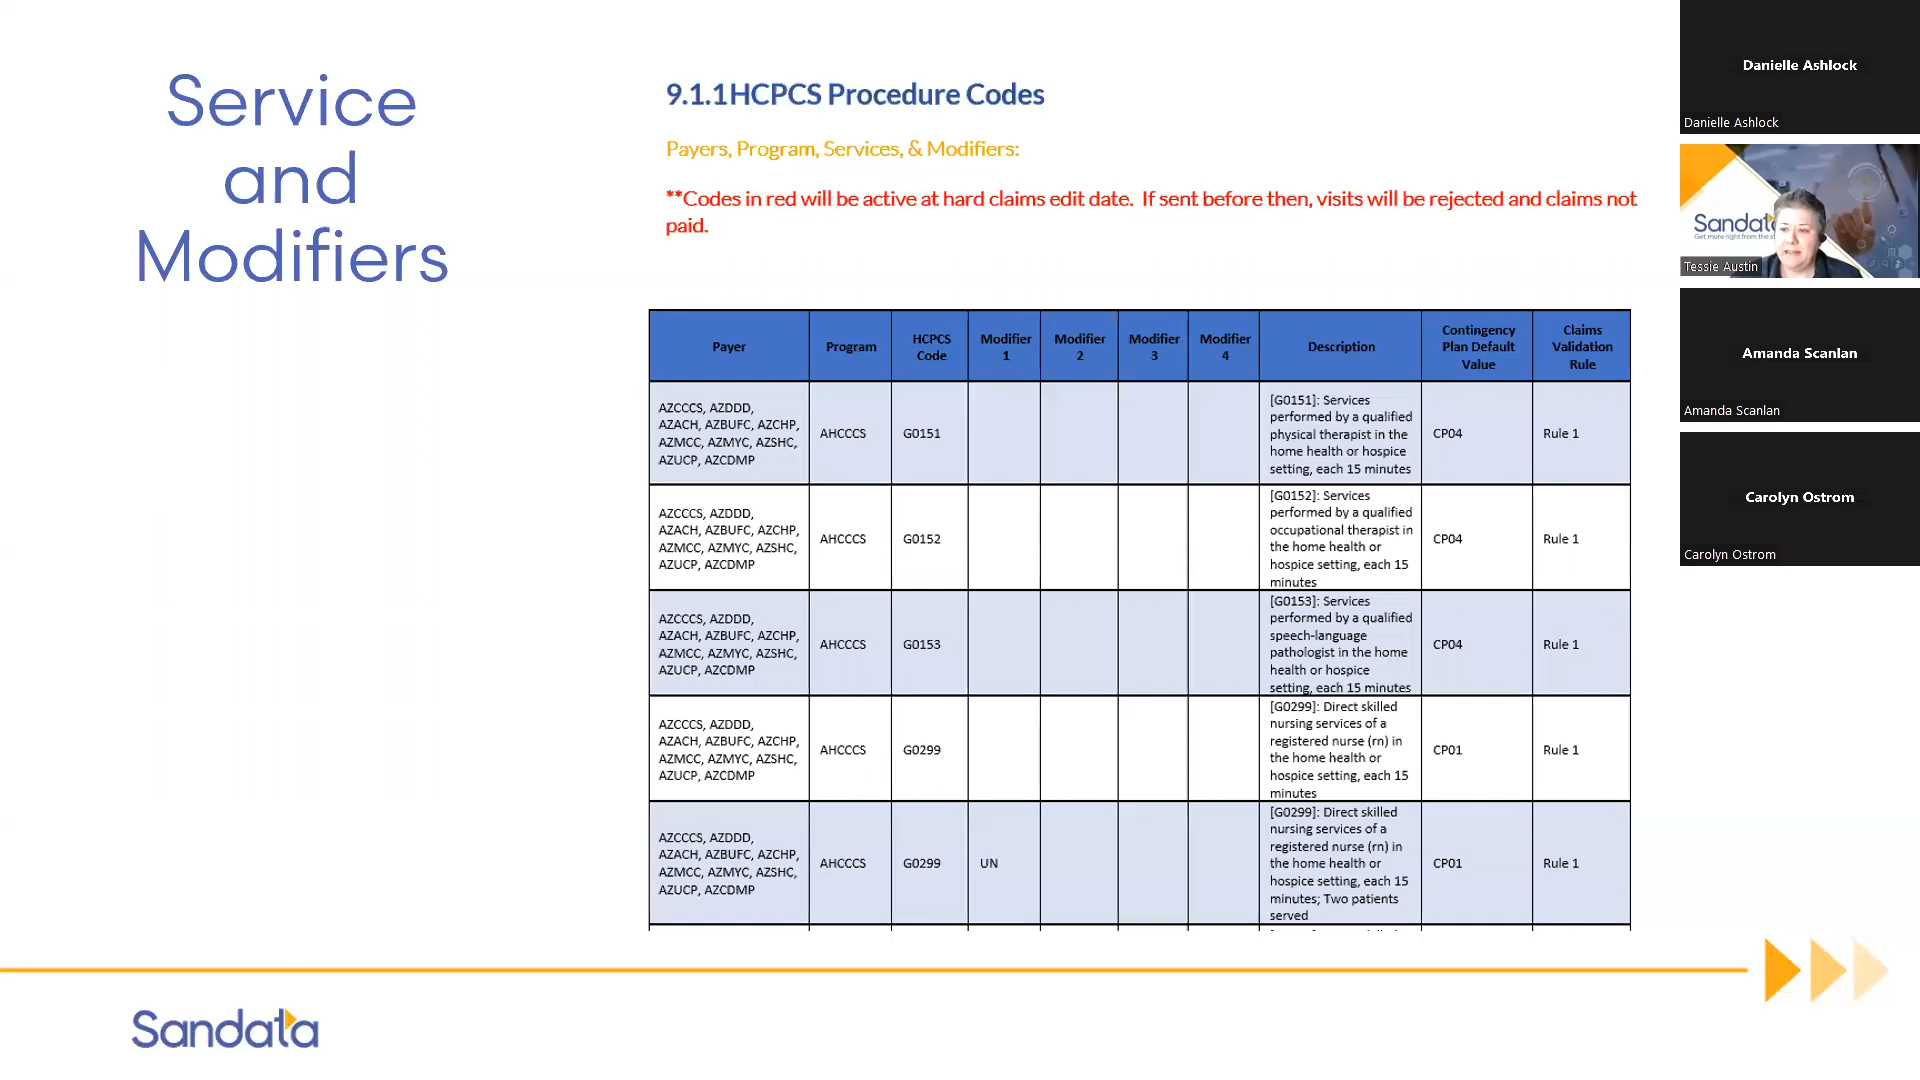 Service
and
Modifiers
9.1.1HCPCS Procedure Codes
Payers, Program, Services, & Modifiers:
**Codes in red will be active at hard claims edit date. If sent before then, visits will be rejected and claims not
paid.
Payer
Program
HCPCS
Code
Modifier
1
Modifier
2
Modifier
3
Modifier
4
Description
Contingency
Plan Default
Value
Claims
Validation
Rule
AZCCCS, AZDDD,
AZACH, AZBUFC, AZCHP,
AZMCC, AZMYC, AZSHC,
AZUCP, AZCDMP
AHCCCS
G0151
[G0151]: Services
performed by a qualified
physical therapist in the
home health or hospice
setting, each 15 minutes
CP04
Rule 1
AZCCCS, AZDDD,
AZACH, AZBUFC, AZCHP,
AZMCC, AZMYC, AZSHC,
AZUCP, AZCDMP
AHCCCS
G0152
[G0152]: Services
performed by a qualified
occupational therapist in
the home health or
hospice setting, each 15
minutes
CP04
Rule 1
AZCCCS, AZDDD,
AZACH, AZBUFC, AZCHP,
AZMCC, AZMYC, AZSHC,
AZUCP, AZCDMP
AHCCCS
G0153
[G0153]: Services
performed by a qualified
speech-language
pathologist in the home
health or hospice
setting, each 15 minutes
CP04
Rule 1
AZCCCS, AZDDD,
AZACH, AZBUFC, AZCHP,
AZMCC, AZMYC, AZSHC,
AZUCP, AZCDMP
AHCCCS
G0299
[G0299]: Direct skilled
nursing services of a
registered nurse (rn) in
the home health or
hospice setting, each 15
minutes
CP01
Rule 1
AZCCCS, AZDDD,
AZACH, AZBUFC, AZCHP,
AZMCC, AZMYC, AZSHC,
AZUCP, AZCDMP
AHCCCS
G0299
UN
[G0299]: Direct skilled
nursing services of a
registered nurse (rn) in
the home health or
hospice setting, each 15
minutes; Two patients
served
CP01
Rule 1
Sandata
Danielle Ashlock
Danielle Ashlock
Sandata
Get more right from the
Tessie Austin
Amanda Scanlan
Amanda Scanlan
Carolyn Ostrom
Carolyn Ostrom